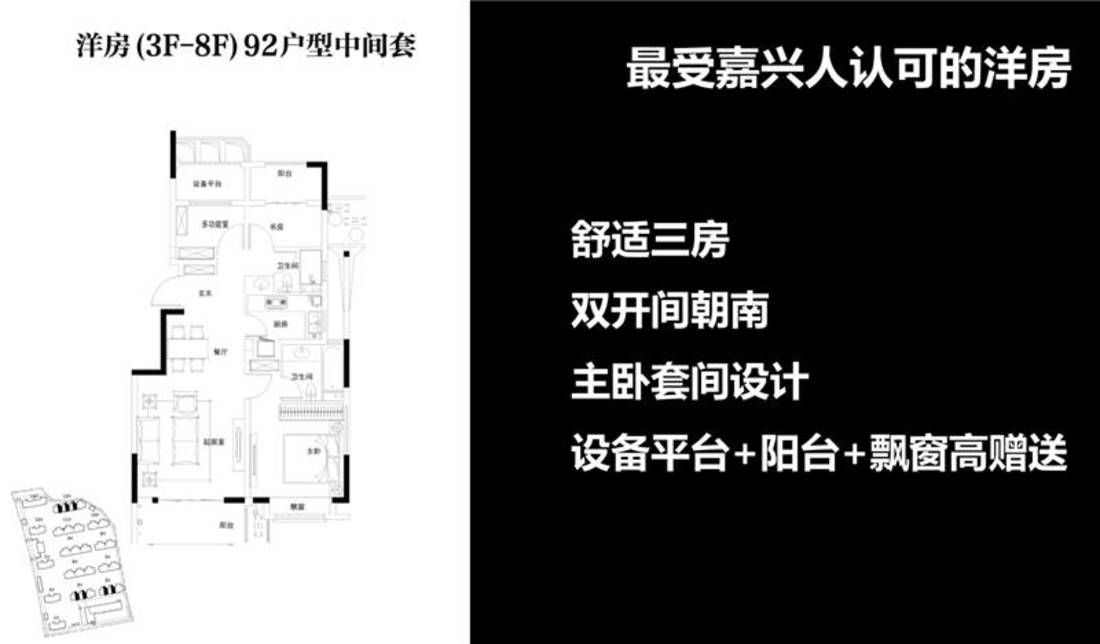 洋房 (3F-8F) 92户型中间套
最受嘉兴人认可的洋房
舒适三房
双开间朝南
主卧套间设计
设备平台+阳台+飘窗高赠送
设备平台
阳台
多功能室
书房
卫生间
玄关
厨房
餐厅
卫生间
起居室
主卧
飘窗
阳台